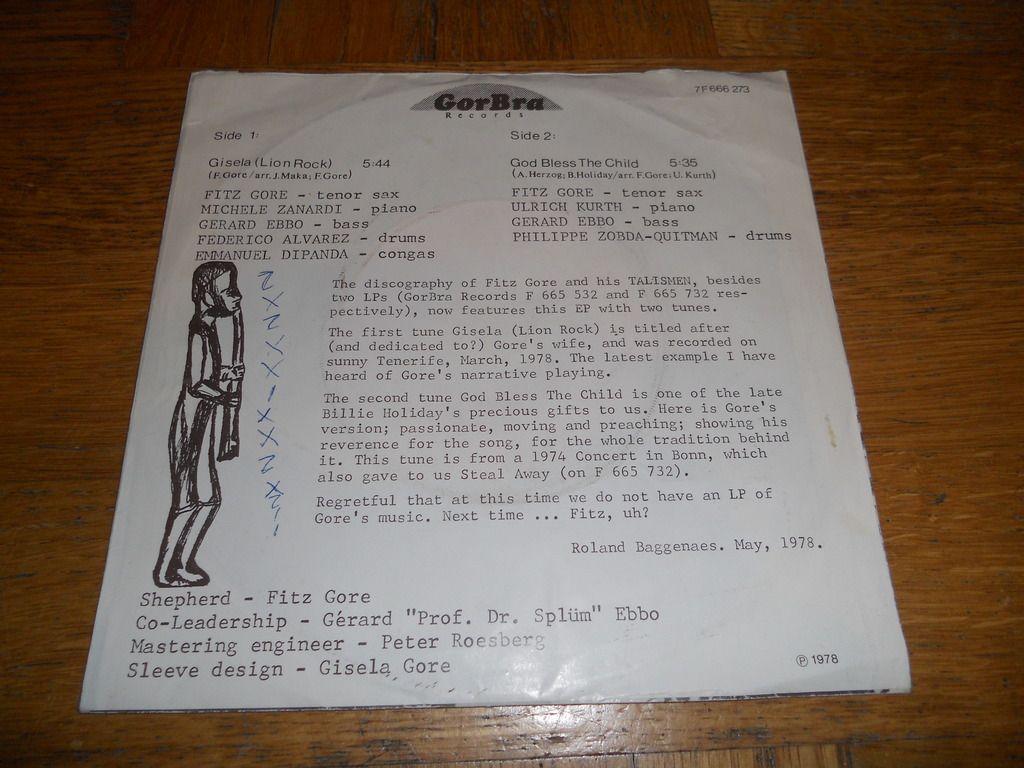 GorBra
Records
7F666 273
Side 1:
Gisela (Lion Rock) 5:44
(F.Gore/arr. J.Maka; F.Gore)
FITZ GORE - tenor sax
MICHELE ZANARDI - piano
GERARD EBBO - bass
FEDERICO ALVAREZ - drums
EMMANUEL DIPANDA - congas
Side 2:
God Bless The Child 5:35
(A. Herzog; B.Holiday/arr. F.Gore; U. Kurth)
FITZ GORE - tenor sax
ULRICH KURTH - piano
GERARD EBBO - bass
PHILIPPE ZOBDA-QUITMAN - drums
The discography of Fitz Gore and his TALISMEN, besides
two LPs (GorBra Records F 665 532 and F 665 732 res-
pectively), now features this EP with two tunes.
The first tune Gisela (Lion Rock) is titled after
(and dedicated to?) Gore's wife, and was recorded on
sunny Tenerife, March, 1978. The latest example I have
heard of Gore's narrative playing.
The second tune God Bless The Child is one of the late
Billie Holiday's precious gifts to us. Here is Gore's
version; passionate, moving and preaching; showing his
reverence for the song, for the whole tradition behind
it. This tune is from a 1974 Concert in Bonn, which
also gave to us Steal Away (on F 665 732).
Regretful that at this time we do not have an LP of
Gore's music. Next time ... Fitz, uh?
Roland Baggenaes. May, 1978.
Shepherd - Fitz Gore
Co-Leadership - Gérard "Prof. Dr. Splüm" Ebbo
Mastering engineer - Peter Roesberg
Sleeve design - Gisela Gore
℗ 1978